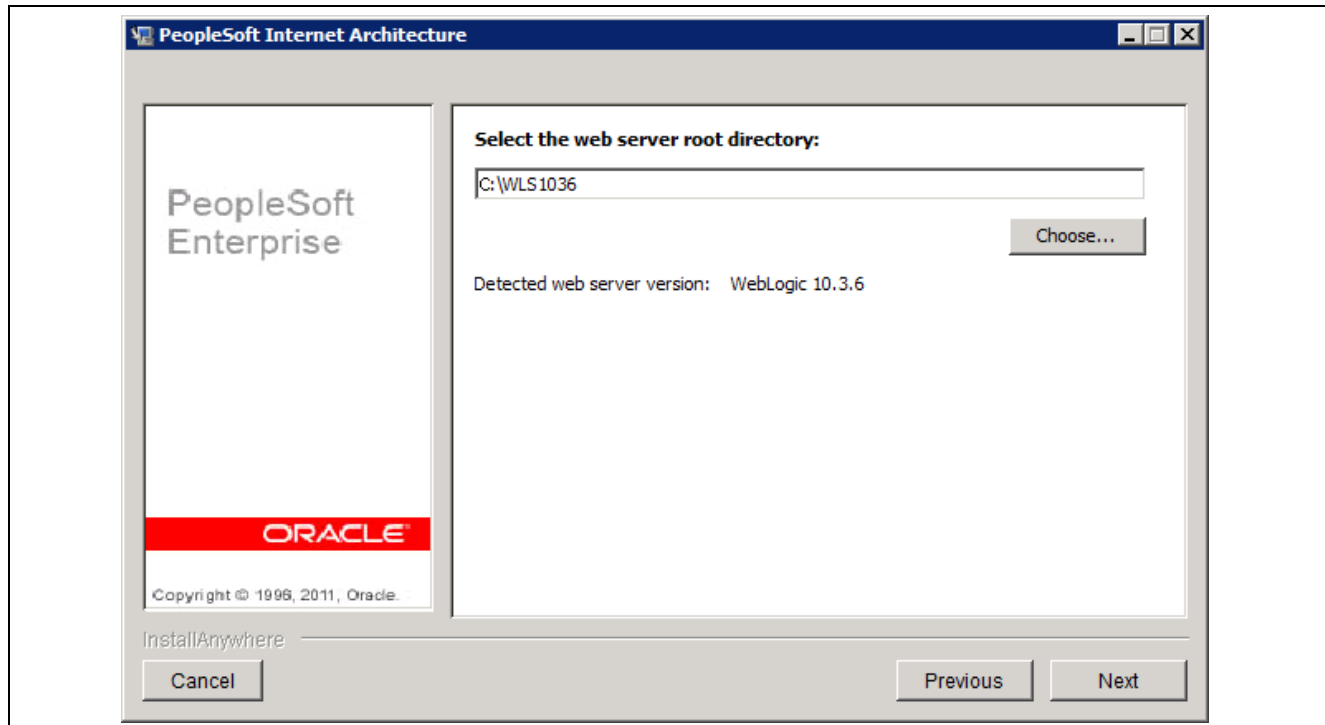 PeopleSoft Internet Architecture
PeopleSoft
Enterprise
ORACLE
Copyright © 1996, 2011, Oracle.
Select the web server root directory:
C:\WLS1036
Choose...
Detected web server version: WebLogic 10.3.6
InstallAnywhere
Cancel
Previous
Next